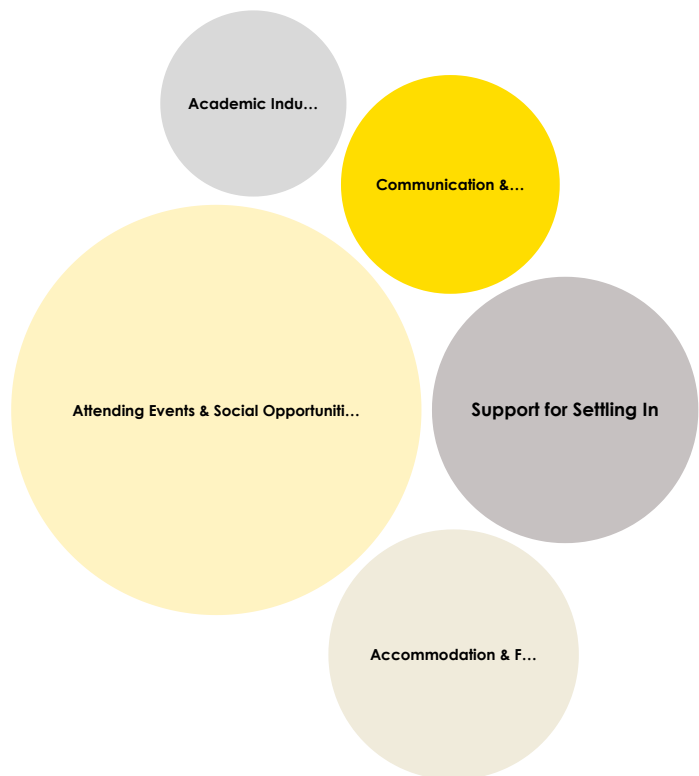 Academic Indu...
Communication &...
Attending Events & Social Opportuniti...
Support for Settling In
Accommodation & F...